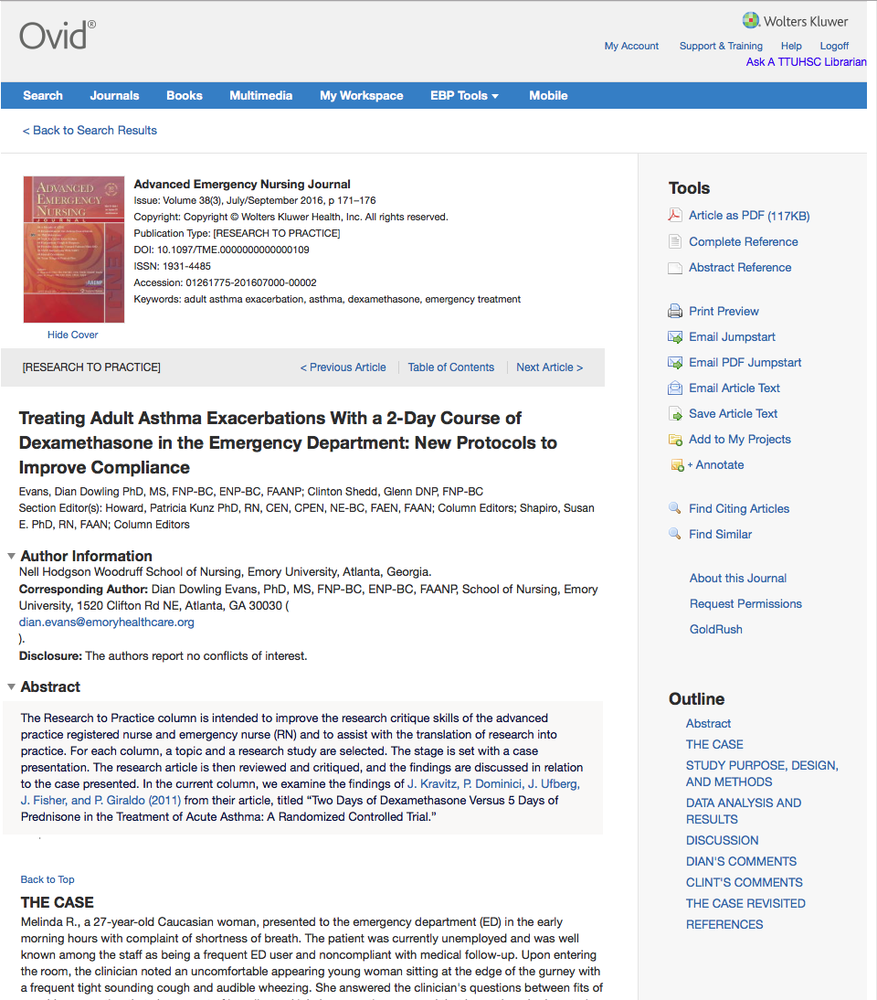 Ovid®
Wolters Kluwer
My Account Support & Training Help Logoff
Ask A TTUHSC Librarian
Search Journals Books Multimedia My Workspace EBP Tools Mobile
< Back to Search Results
ADVANCED
EMERGENCY
NURSING
JOURNAL
Hide Cover
Advanced Emergency Nursing Journal
Issue: Volume 38(3), July/September 2016, p 171–176
Copyright: Copyright © Wolters Kluwer Health, Inc. All rights reserved.
Publication Type: [RESEARCH TO PRACTICE]
DOI: 10.1097/TME.0000000000000109
ISSN: 1931-4485
Accession: 01261775-201607000-00002
Keywords: adult asthma exacerbation, asthma, dexamethasone, emergency treatment
[RESEARCH TO PRACTICE] < Previous Article Table of Contents Next Article >
Treating Adult Asthma Exacerbations With a 2-Day Course of
Dexamethasone in the Emergency Department: New Protocols to
Improve Compliance
Evans, Dian Dowling PhD, MS, FNP-BC, ENP-BC, FAANP; Clinton Shedd, Glenn DNP, FNP-BC
Section Editor(s): Howard, Patricia Kunz PhD, RN, CEN, CPEN, NE-BC, FAEN, FAAN; Column Editors; Shapiro, Susan
E. PhD, RN, FAAN; Column Editors
Author Information
Nell Hodgson Woodruff School of Nursing, Emory University, Atlanta, Georgia.
Corresponding Author: Dian Dowling Evans, PhD, MS, FNP-BC, ENP-BC, FAANP, School of Nursing, Emory
University, 1520 Clifton Rd NE, Atlanta, GA 30030 (
dian.evans@emoryhealthcare.org
).
Disclosure: The authors report no conflicts of interest.
Abstract
The Research to Practice column is intended to improve the research critique skills of the advanced
practice registered nurse and emergency nurse (RN) and to assist with the translation of research into
practice. For each column, a topic and a research study are selected. The stage is set with a case
presentation. The research article is then reviewed and critiqued, and the findings are discussed in relation
to the case presented. In the current column, we examine the findings of J. Kravitz, P. Dominici, J. Ufberg,
J. Fisher, and P. Giraldo (2011) from their article, titled “Two Days of Dexamethasone Versus 5 Days of
Prednisone in the Treatment of Acute Asthma: A Randomized Controlled Trial.”
Back to Top
THE CASE
Melinda R., a 27-year-old Caucasian woman, presented to the emergency department (ED) in the early
morning hours with complaint of shortness of breath. The patient was currently unemployed and was well
known among the staff as being a frequent ED user and noncompliant with medical follow-up. Upon entering
the room, the clinician noted an uncomfortable appearing young woman sitting at the edge of the gurney with
a frequent tight sounding cough and audible wheezing. She answered the clinician's questions between fits of
Tools
Article as PDF (117KB)
Complete Reference
Abstract Reference
Print Preview
Email Jumpstart
Email PDF Jumpstart
Email Article Text
Save Article Text
Add to My Projects
+ Annotate
Find Citing Articles
Find Similar
About this Journal
Request Permissions
GoldRush
Outline
Abstract
THE CASE
STUDY PURPOSE, DESIGN,
AND METHODS
DATA ANALYSIS AND
RESULTS
DISCUSSION
DIAN'S COMMENTS
CLINT'S COMMENTS
THE CASE REVISITED
REFERENCES